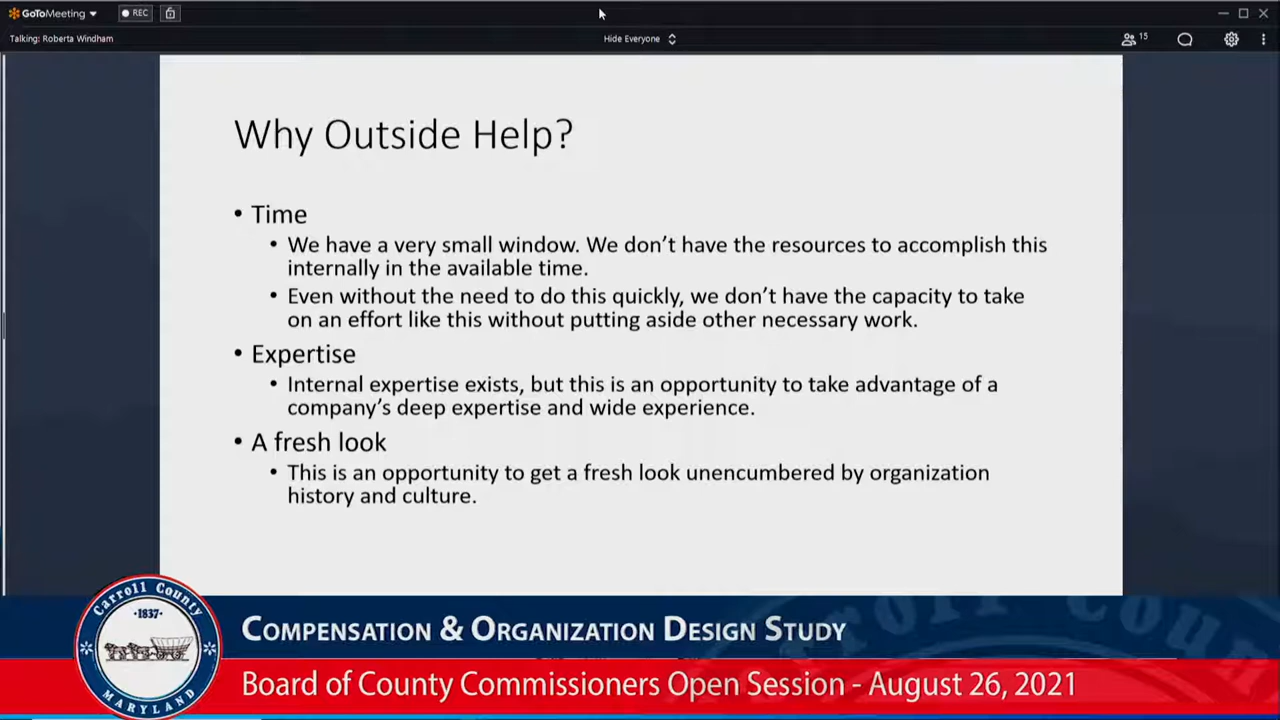 GoToMeeting
REC
Talking: Roberta Windham
Hide Everyone
15
Why Outside Help?
• Time
• We have a very small window. We don't have the resources to accomplish this
internally in the available time.
• Even without the need to do this quickly, we don't have the capacity to take
on an effort like this without putting aside other necessary work.
• Expertise
• Internal expertise exists, but this is an opportunity to take advantage of a
company's deep expertise and wide experience.
• A fresh look
• This is an opportunity to get a fresh look unencumbered by organization
history and culture.
Carroll County
·1837·
MARYLAND
COMPENSATION & ORGANIZATION DESIGN STUDY
Board of County Commissioners Open Session - August 26, 2021